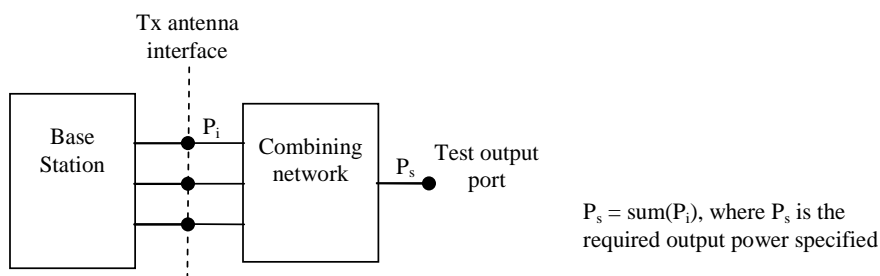 Tx antenna
interface
Base
Station
Pi
Combining
network
Ps
Test output
port
Ps = sum(Pi), where Ps is the
required output power specified